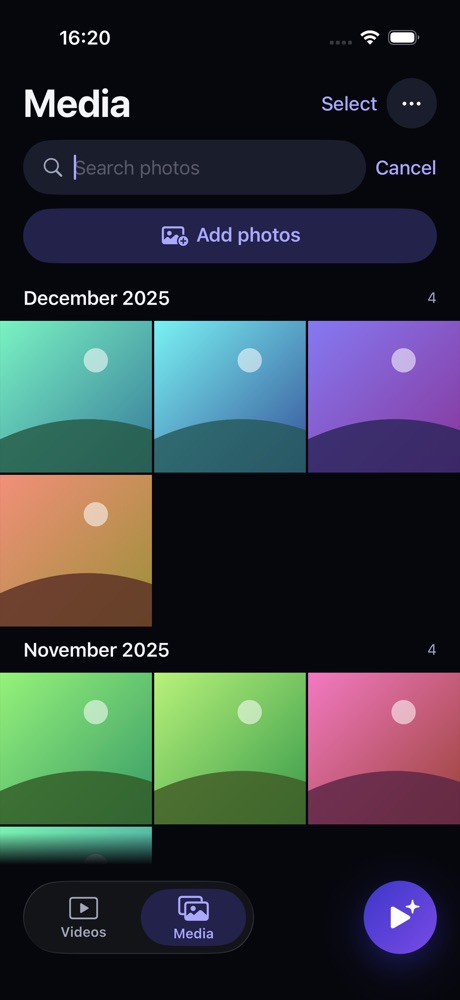 16:20
Media
Select
Search photos
Cancel
Add photos
December 2025
4
November 2025
4
Videos
Media